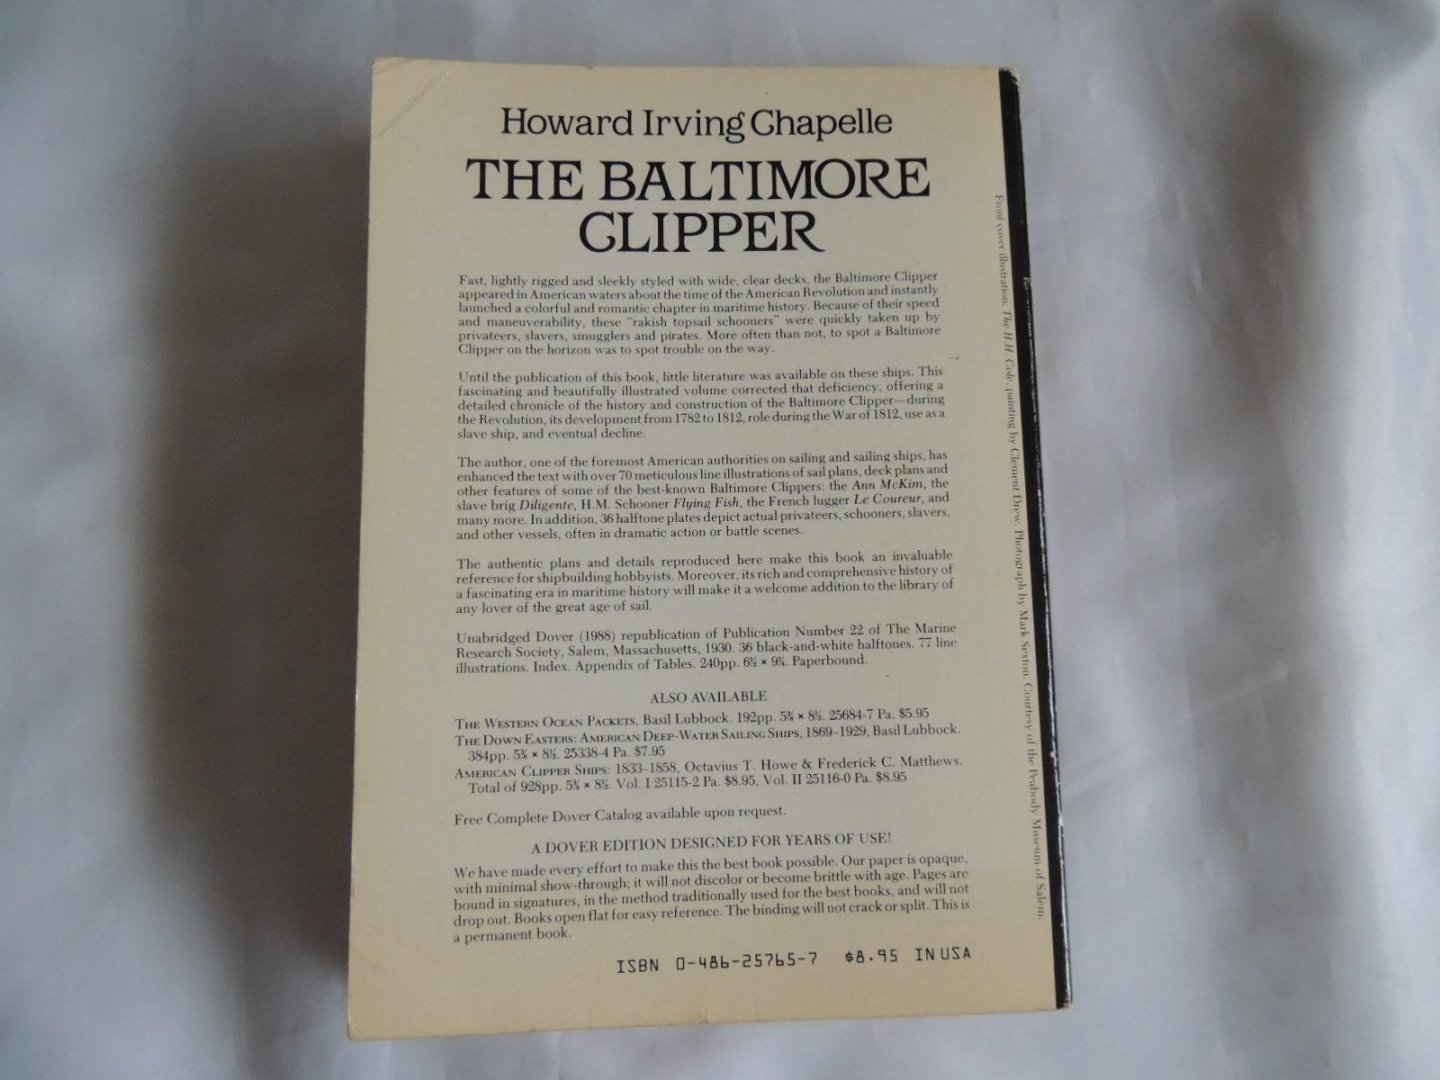 Howard Irving Chapelle
THE BALTIMORE
CLIPPER
Fast, lightly rigged and sleekly styled with wide, clear decks, the Baltimore Clipper
appeared in American waters about the time of the American Revolution and instantly
launched a colorful and romantic chapter in maritime history. Because of their speed
and maneuverability, these "rakish topsail schooners" were quickly taken up by
privateers, slavers, smugglers and pirates. More often than not, to spot a Baltimore
Clipper on the horizon was to spot trouble on the way.
Until the publication of this book, little literature was available on these ships. This
fascinating and beautifully illustrated volume corrected that deficiency, offering a
detailed chronicle of the history and construction of the Baltimore Clipper—during
the Revolution, its development from 1782 to 1812, role during the War of 1812, use as a
slave ship, and eventual decline.
The author, one of the foremost American authorities on sailing and sailing ships, has
enhanced the text with over 70 meticulous line illustrations of sail plans, deck plans and
other features of some of the best-known Baltimore Clippers: the Ann McKim, the
slave brig Diligente, H.M. Schooner Flying Fish, the French lugger Le Coureur, and
many more. In addition, 36 halftone plates depict actual privateers, schooners, slavers,
and other vessels, often in dramatic action or battle scenes.
The authentic plans and details reproduced here make this book an invaluable
reference for shipbuilding hobbyists. Moreover, its rich and comprehensive history of
a fascinating era in maritime history will make it a welcome addition to the library of
any lover of the great age of sail.
Unabridged Dover (1988) republication of Publication Number 22 of The Marine
Research Society, Salem, Massachusetts, 1930. 36 black-and-white halftones. 77 line
illustrations. Index. Appendix of Tables. 240pp. 6⅛ × 9¼. Paperbound.
ALSO AVAILABLE
THE WESTERN OCEAN PACKETS, Basil Lubbock. 192pp. 5⅜ × 8½. 25684-7 Pa. $5.95
THE DOWN EASTERS: AMERICAN DEEP-WATER SAILING SHIPS, 1869–1929, Basil Lubbock.
384pp. 5⅜ × 8½. 25338-4 Pa. $7.95
AMERICAN CLIPPER SHIPS: 1833–1858, Octavius T. Howe & Frederick C. Matthews.
Total of 928pp. 5⅜ × 8½. Vol. I 25115-2 Pa. $8.95, Vol. II 25116-0 Pa. $8.95
Free Complete Dover Catalog available upon request.
A DOVER EDITION DESIGNED FOR YEARS OF USE!
We have made every effort to make this the best book possible. Our paper is opaque,
with minimal show-through; it will not discolor or become brittle with age. Pages are
bound in signatures, in the method traditionally used for the best books, and will not
drop out. Books open flat for easy reference. The binding will not crack or split. This is
a permanent book.
ISBN 0-486-25765-7 $8.95 IN USA
Front cover illustration: The H.H. Cole, painting by Clement Drew. Photograph by Mark Sexton. Courtesy of the Peabody Museum of Salem.